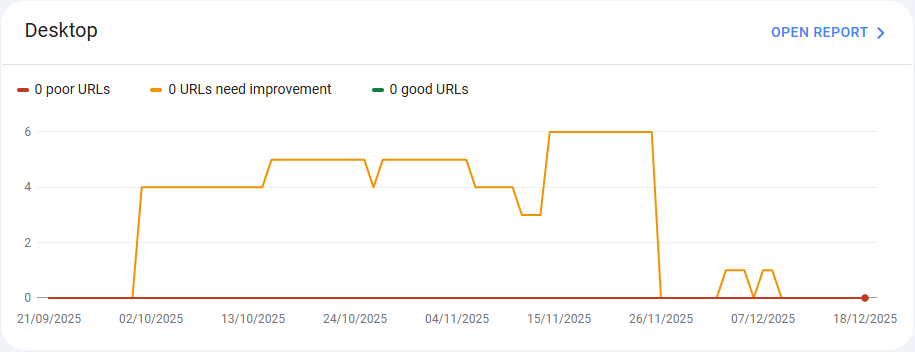 Desktop
OPEN REPORT
0 poor URLs 0 URLs need improvement 0 good URLs
6
4
2
0
21/09/2025 02/10/2025 13/10/2025 24/10/2025 04/11/2025 15/11/2025 26/11/2025 07/12/2025 18/12/2025